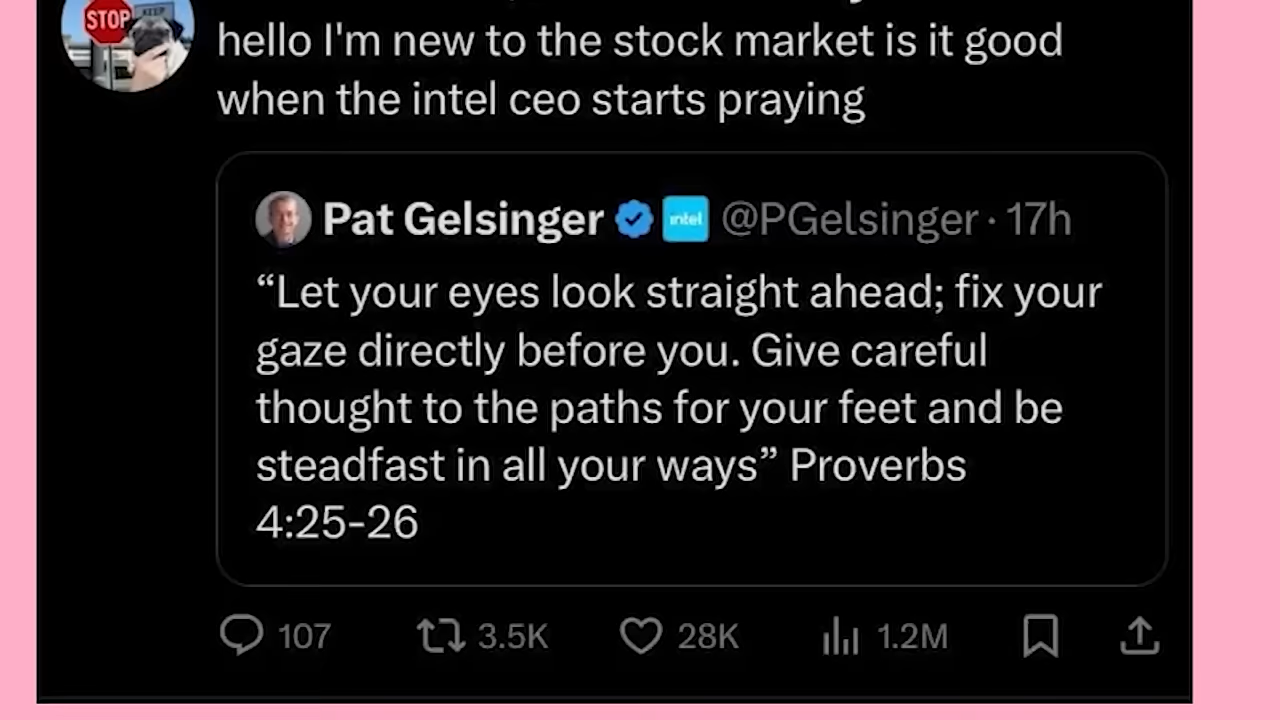 STOP
KEEP
hello I'm new to the stock market is it good
when the intel ceo starts praying
Pat Gelsinger intel @PGelsinger · 17h
“Let your eyes look straight ahead; fix your
gaze directly before you. Give careful
thought to the paths for your feet and be
steadfast in all your ways” Proverbs
4:25-26
107 3.5K 28K 1.2M